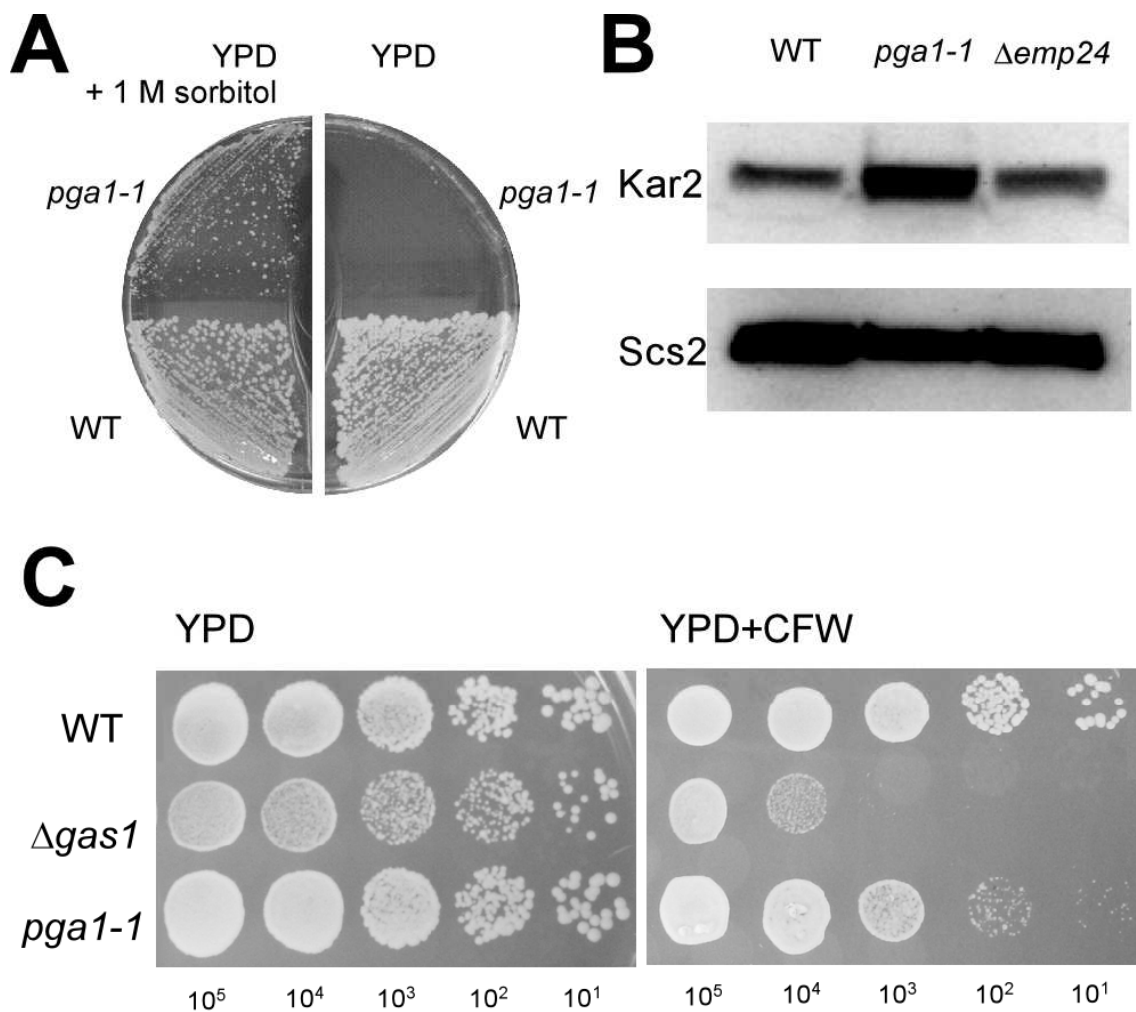 A
YPD
+ 1 M sorbitol
YPD
pga1-1
pga1-1
WT
WT
B
WT
pga1-1
Δemp24
Kar2
Scs2
C
YPD
YPD+CFW
WT
Δgas1
pga1-1
10⁵ 10⁴ 10³ 10² 10¹
10⁵ 10⁴ 10³ 10² 10¹